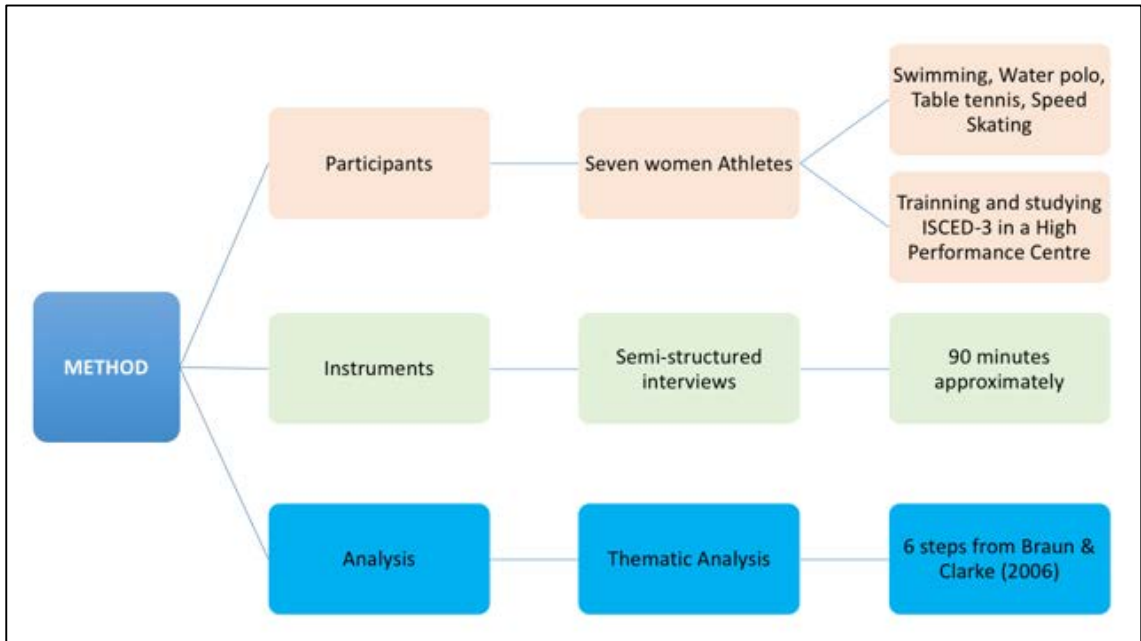 Swimming, Water polo,
Table tennis, Speed
Skating
Participants
Seven women Athletes
Trainning and studying
ISCED-3 in a High
Performance Centre
METHOD
Instruments
Semi-structured
interviews
90 minutes
approximately
Analysis
Thematic Analysis
6 steps from Braun &
Clarke (2006)